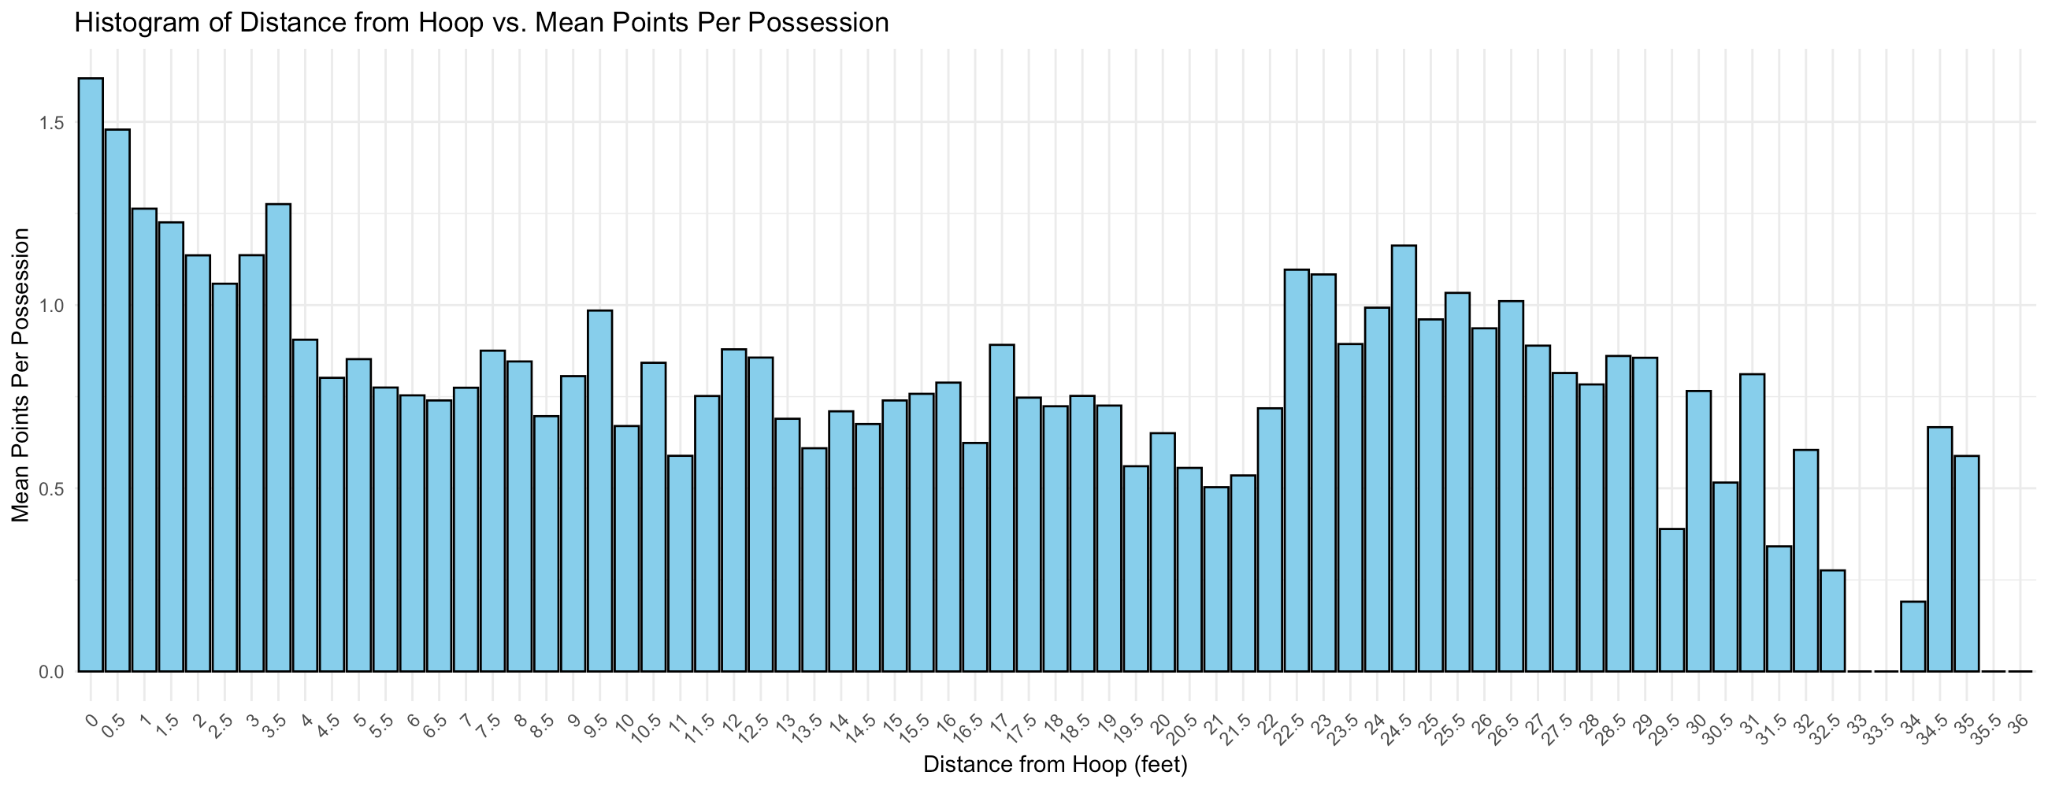 Histogram of Distance from Hoop vs. Mean Points Per Possession
Mean Points Per Possession
1.5
1.0
0.5
0.0
0 0.5 1 1.5 2 2.5 3 3.5 4 4.5 5 5.5 6 6.5 7 7.5 8 8.5 9 9.5 10 10.5 11 11.5 12 12.5 13 13.5 14 14.5 15 15.5 16 16.5 17 17.5 18 18.5 19 19.5 20 20.5 21 21.5 22 22.5 23 23.5 24 24.5 25 25.5 26 26.5 27 27.5 28 28.5 29 29.5 30 30.5 31 31.5 32 32.5 33 33.5 34 34.5 35 35.5 36
Distance from Hoop (feet)